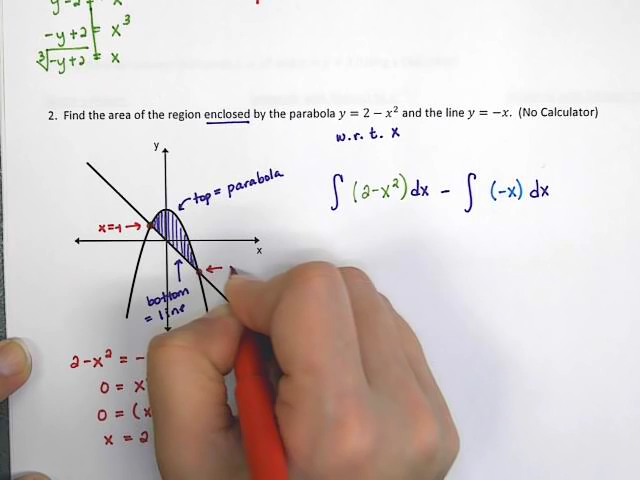 -y+2 = x³
∛-y+2 = x
2. Find the area of the region enclosed by the parabola y = 2 − x² and the line y = −x. (No Calculator)
w.r.t. x
y
top = parabola
∫ (2-x²) dx - ∫ (-x) dx
x=-1 →
x
←
bottom
= line
2-x² = -
0 = x
0 = (x
x = 2